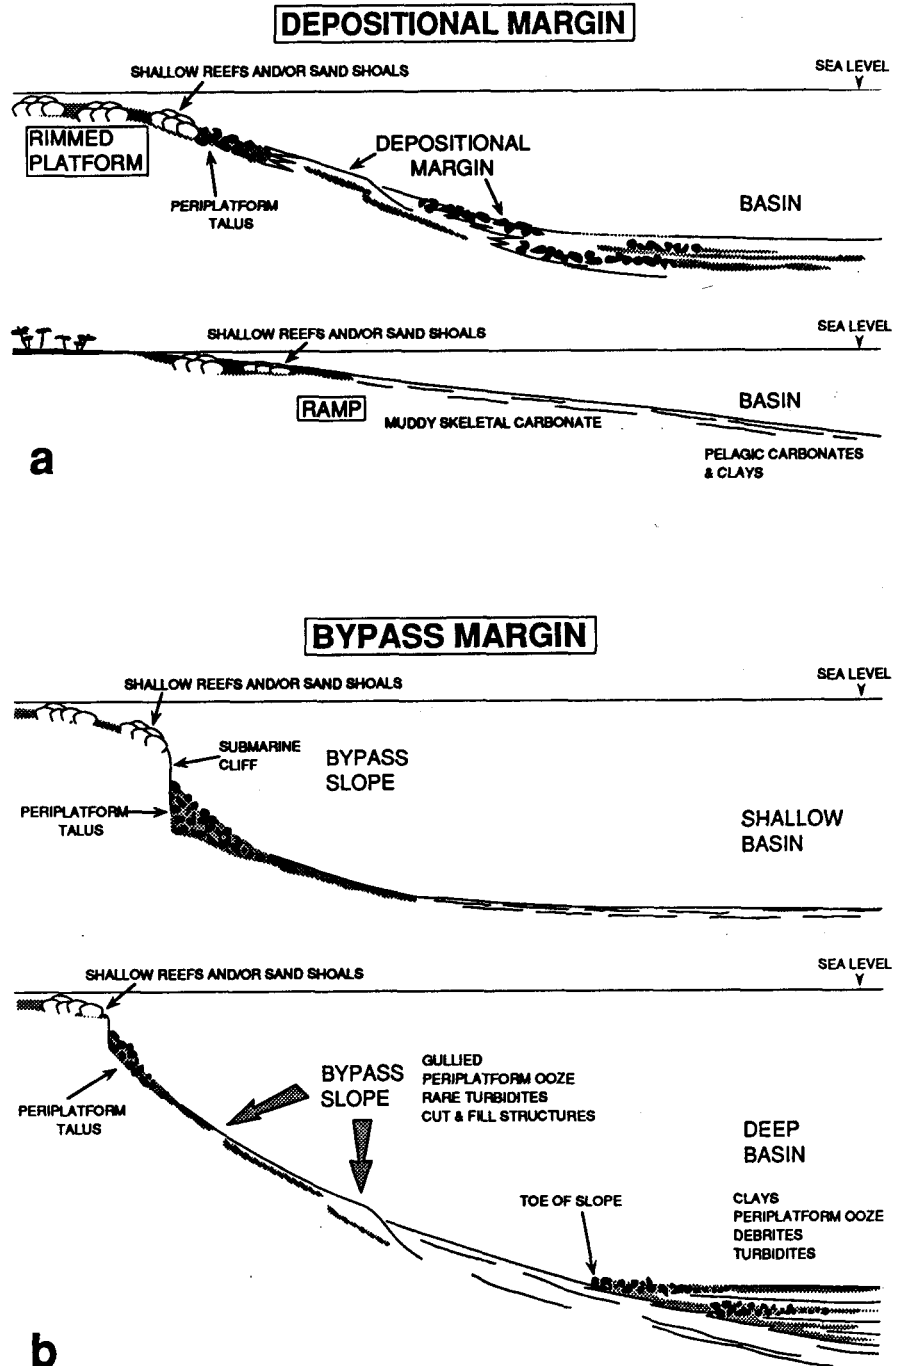 DEPOSITIONAL MARGIN
SHALLOW REEFS AND/OR SAND SHOALS
SEA LEVEL
RIMMED
PLATFORM
DEPOSITIONAL
MARGIN
PERIPLATFORM
TALUS
BASIN
SHALLOW REEFS AND/OR SAND SHOALS
SEA LEVEL
RAMP
BASIN
MUDDY SKELETAL CARBONATE
PELAGIC CARBONATES
& CLAYS
a
BYPASS MARGIN
SHALLOW REEFS AND/OR SAND SHOALS
SEA LEVEL
SUBMARINE
CLIFF
BYPASS
SLOPE
PERIPLATFORM
TALUS
SHALLOW
BASIN
SHALLOW REEFS AND/OR SAND SHOALS
SEA LEVEL
PERIPLATFORM
TALUS
BYPASS
SLOPE
GULLIED
PERIPLATFORM OOZE
RARE TURBIDITES
CUT & FILL STRUCTURES
DEEP
BASIN
TOE OF SLOPE
CLAYS
PERIPLATFORM OOZE
DEBRITES
TURBIDITES
b